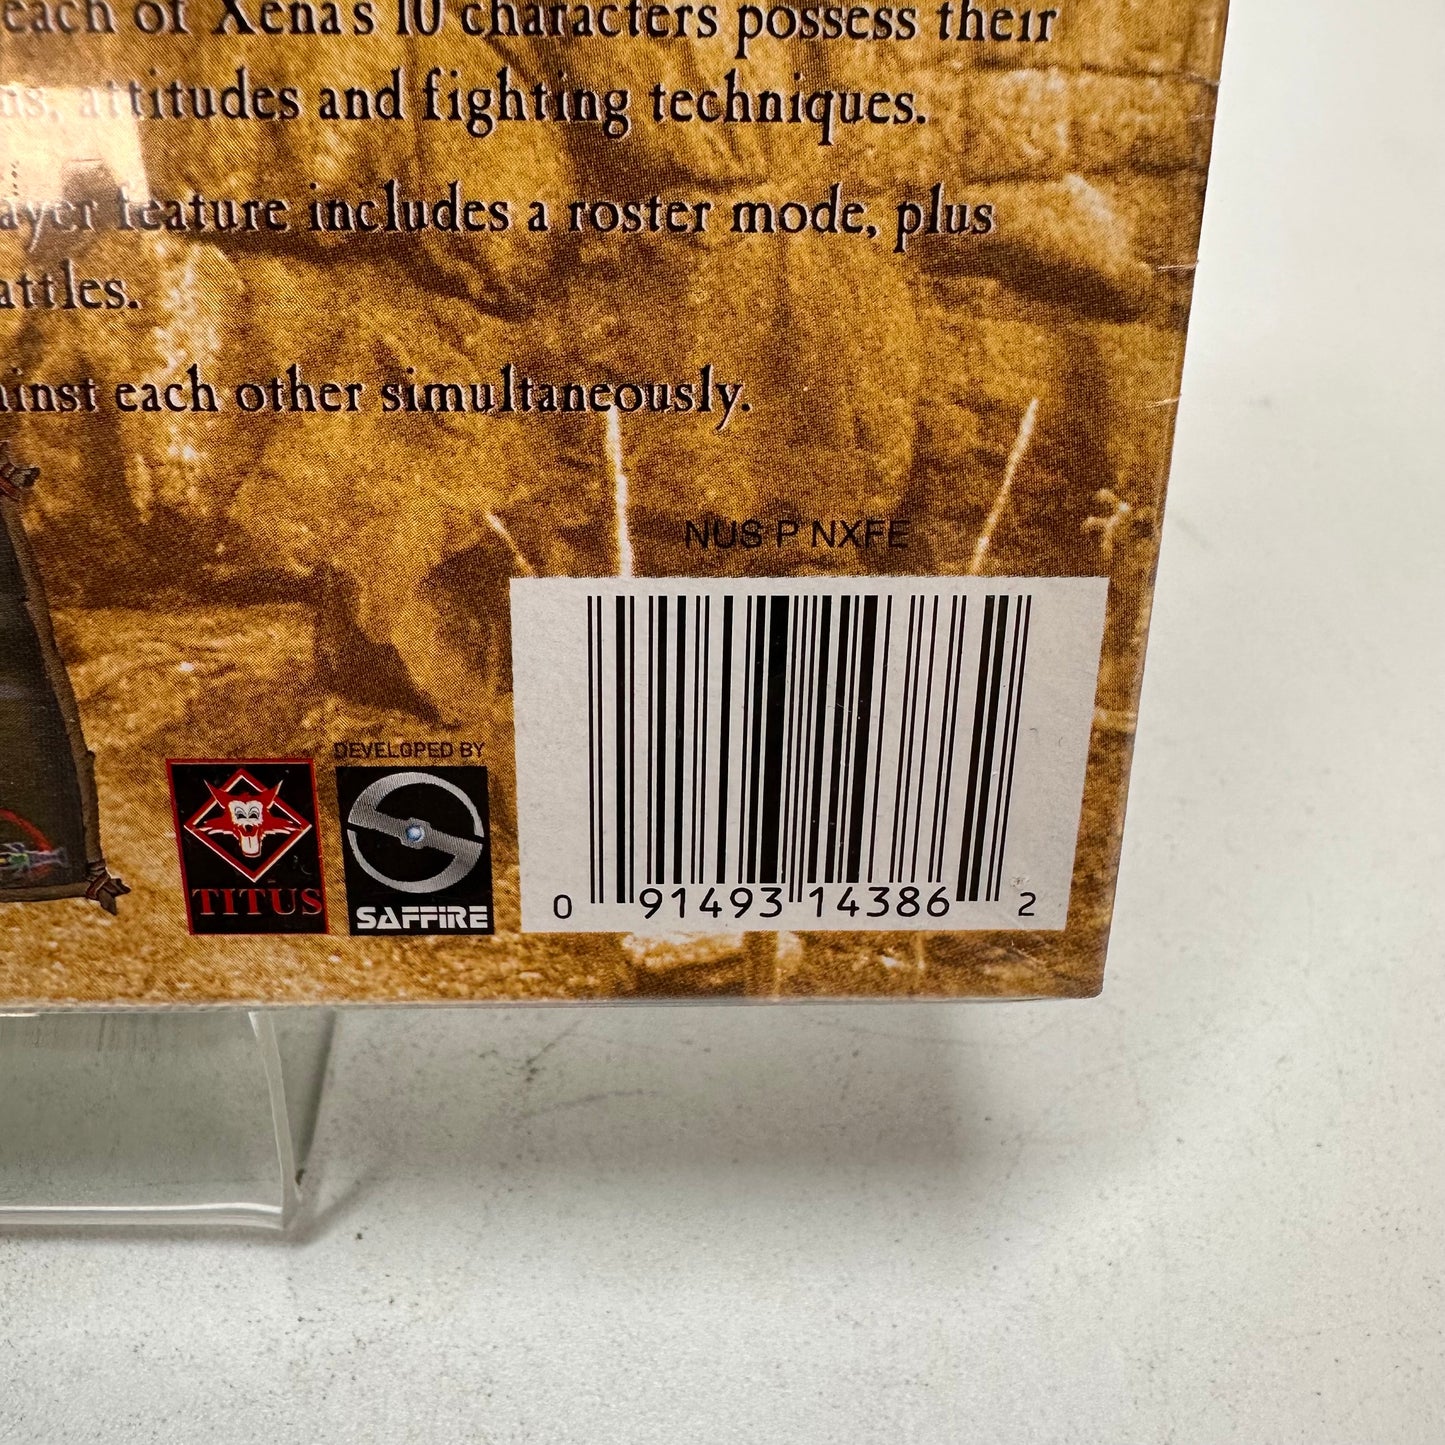 each of Xena's 10 characters possess their
attitudes and fighting techniques.
feature includes a roster mode, plus
attles.
ainst each other simultaneously.
NUS P NXFE
DEVELOPED BY
TITUS
SAFFIRE
0 91493 14386 2